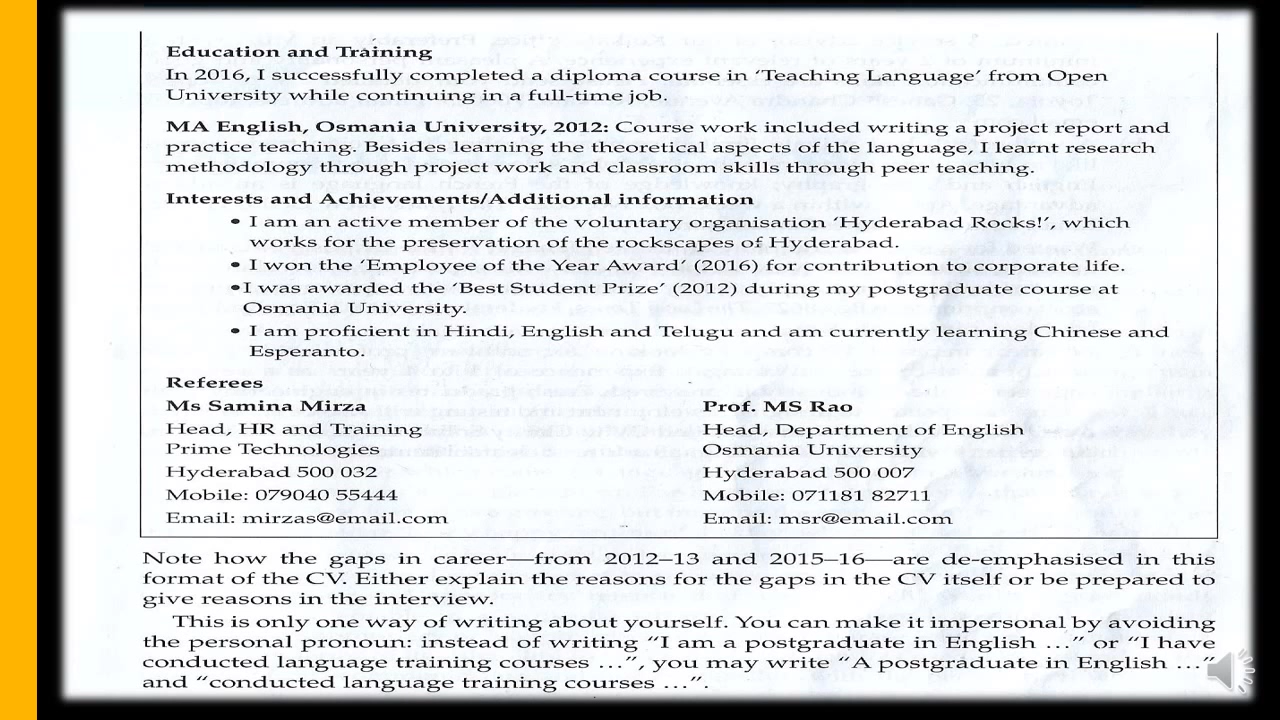 Education and Training
In 2016, I successfully completed a diploma course in ‘Teaching Language’ from Open
University while continuing in a full-time job.
MA English, Osmania University, 2012: Course work included writing a project report and
practice teaching. Besides learning the theoretical aspects of the language, I learnt research
methodology through project work and classroom skills through peer teaching.
Interests and Achievements/Additional information
• I am an active member of the voluntary organisation ‘Hyderabad Rocks!’, which
works for the preservation of the rockscapes of Hyderabad.
• I won the ‘Employee of the Year Award’ (2016) for contribution to corporate life.
• I was awarded the ‘Best Student Prize’ (2012) during my postgraduate course at
Osmania University.
• I am proficient in Hindi, English and Telugu and am currently learning Chinese and
Esperanto.
Referees
Ms Samina Mirza
Head, HR and Training
Prime Technologies
Hyderabad 500 032
Mobile: 079040 55444
Email: mirzas@email.com
Prof. MS Rao
Head, Department of English
Osmania University
Hyderabad 500 007
Mobile: 071181 82711
Email: msr@email.com
Note how the gaps in career—from 2012–13 and 2015–16—are de-emphasised in this
format of the CV. Either explain the reasons for the gaps in the CV itself or be prepared to
give reasons in the interview.
This is only one way of writing about yourself. You can make it impersonal by avoiding
the personal pronoun: instead of writing “I am a postgraduate in English ...” or “I have
conducted language training courses ...”, you may write “A postgraduate in English ...”
and “conducted language training courses ...”.